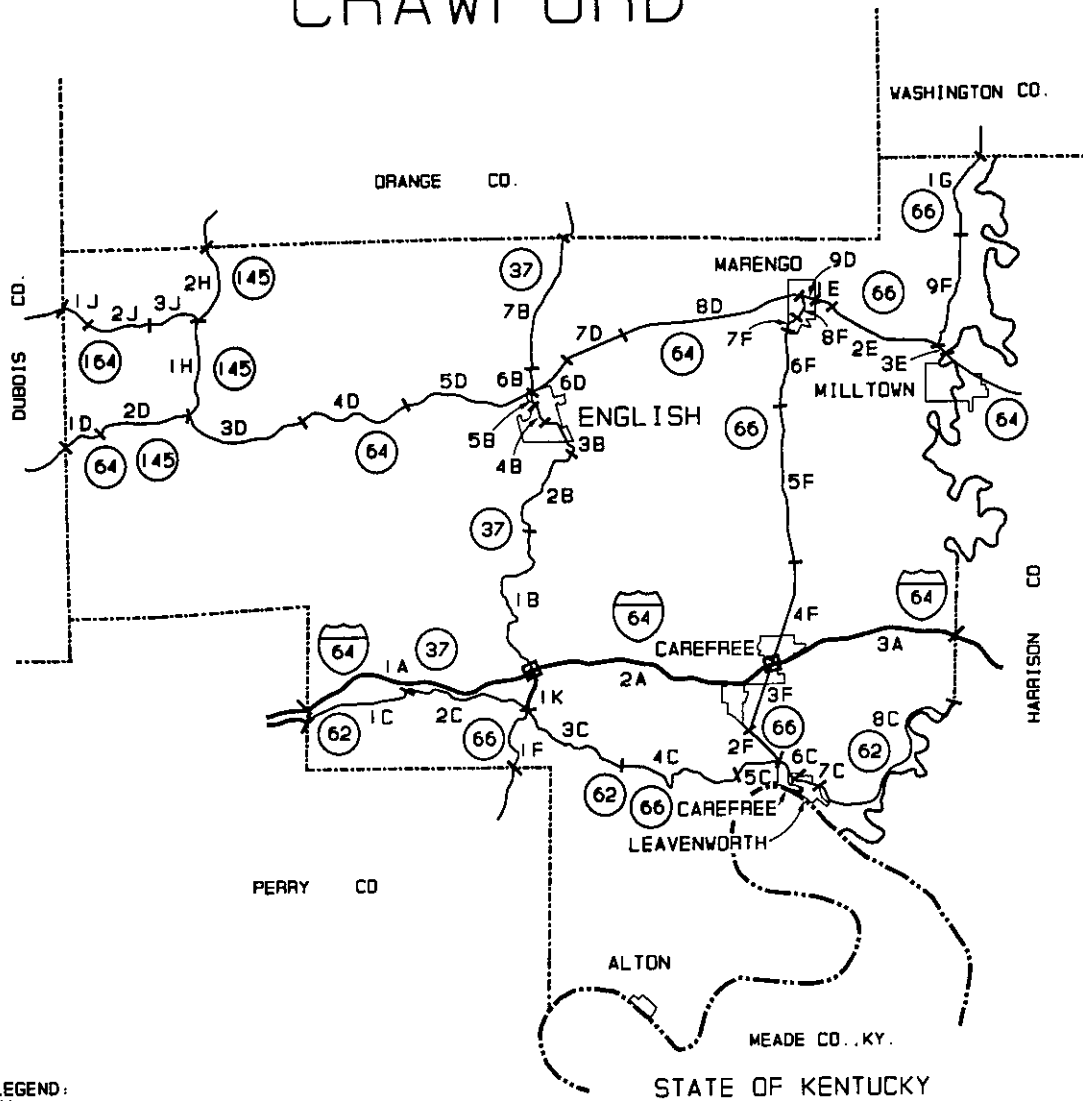 CRAWFORD
WASHINGTON CO.
ORANGE CO.
1G
66
37
145
2H
MARENGO
9D
1E
66
DUBOIS CO.
1J
2J
3J
7B
8D
9F
164
1H
145
7D
64
7F
8F
6F
2E
3E
MILLTOWN
1D
2D
3D
4D
5D
6B
6D
ENGLISH
66
64
64
145
64
5B
4B
3B
2B
5F
37
1B
64
64
4F
HARRISON CO
64
37
1A
CAREFREE
3A
2A
1K
3F
62
1C
2C
66
3C
66
8C
1F
2F
62
4C
6C
7C
5C
62
66
CAREFREE
LEAVENWORTH
PERRY CO
ALTON
MEADE CO., KY.
STATE OF KENTUCKY
LEGEND: